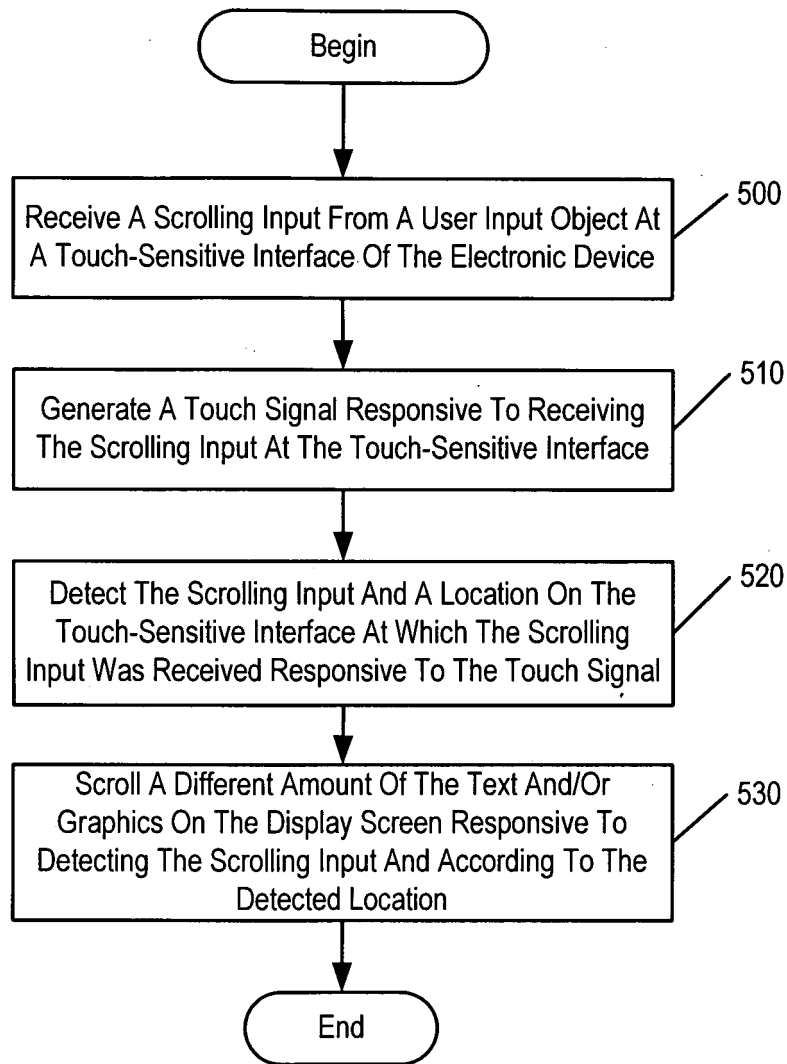 Begin
500
Receive A Scrolling Input From A User Input Object At
A Touch-Sensitive Interface Of The Electronic Device
510
Generate A Touch Signal Responsive To Receiving
The Scrolling Input At The Touch-Sensitive Interface
520
Detect The Scrolling Input And A Location On The
Touch-Sensitive Interface At Which The Scrolling
Input Was Received Responsive To The Touch Signal
530
Scroll A Different Amount Of The Text And/Or
Graphics On The Display Screen Responsive To
Detecting The Scrolling Input And According To The
Detected Location
End